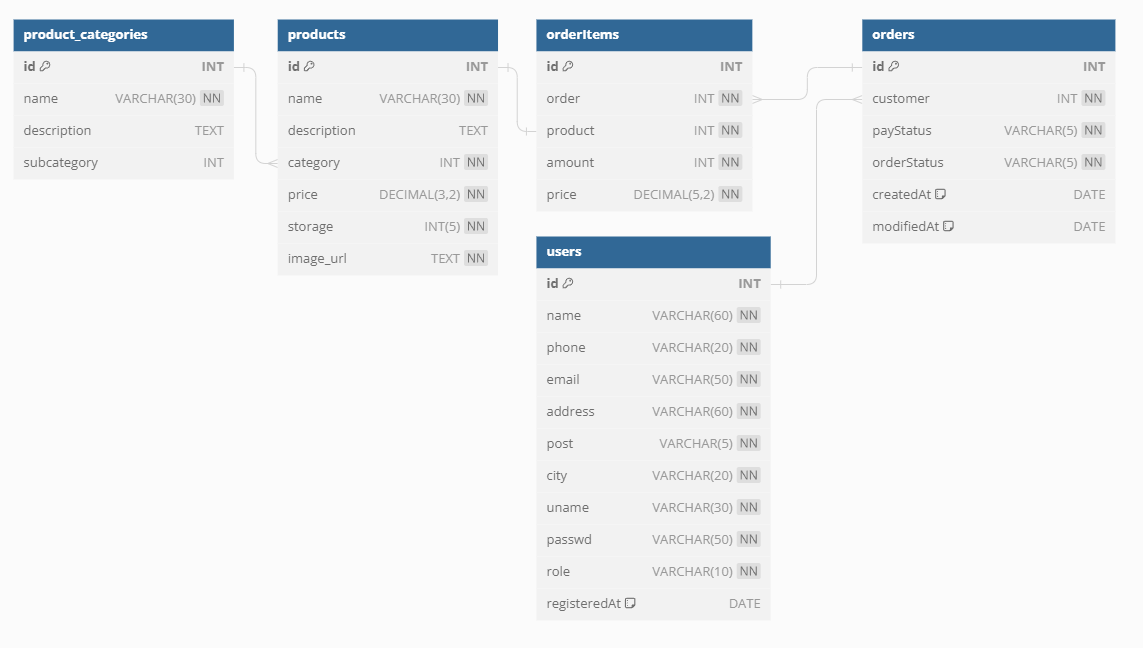 product_categories
id INT
name VARCHAR(30) NN
description TEXT
subcategory INT
products
id INT
name VARCHAR(30) NN
description TEXT
category INT NN
price DECIMAL(3,2) NN
storage INT(5) NN
image_url TEXT NN
orderItems
id INT
order INT NN
product INT NN
amount INT NN
price DECIMAL(5,2) NN
orders
id INT
customer INT NN
payStatus VARCHAR(5) NN
orderStatus VARCHAR(5) NN
createdAt DATE
modifiedAt DATE
users
id INT
name VARCHAR(60) NN
phone VARCHAR(20) NN
email VARCHAR(50) NN
address VARCHAR(60) NN
post VARCHAR(5) NN
city VARCHAR(20) NN
uname VARCHAR(30) NN
passwd VARCHAR(50) NN
role VARCHAR(10) NN
registeredAt DATE